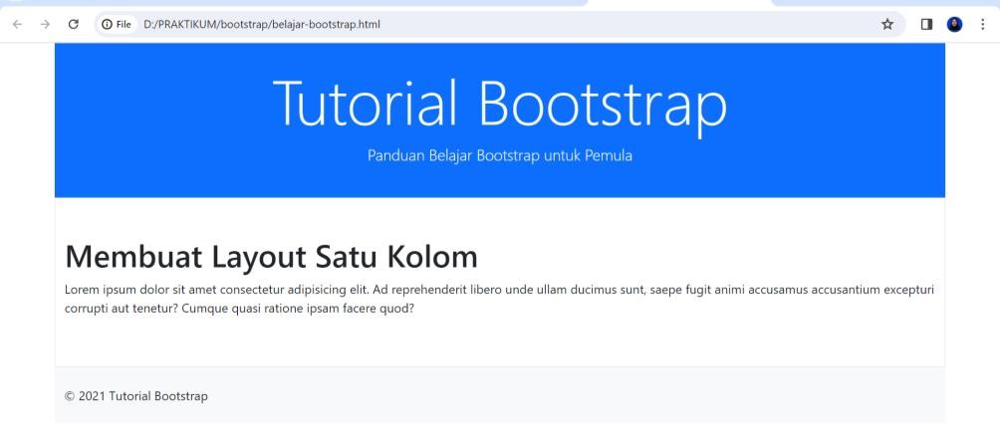 File D:/PRAKTIKUM/bootstrap/belajar-bootstrap.html
Tutorial Bootstrap
Panduan Belajar Bootstrap untuk Pemula
Membuat Layout Satu Kolom
Lorem ipsum dolor sit amet consectetur adipisicing elit. Ad reprehenderit libero unde ullam ducimus sunt, saepe fugit animi accusamus accusantium excepturi
corrupti aut tenetur? Cumque quasi ratione ipsam facere quod?
© 2021 Tutorial Bootstrap